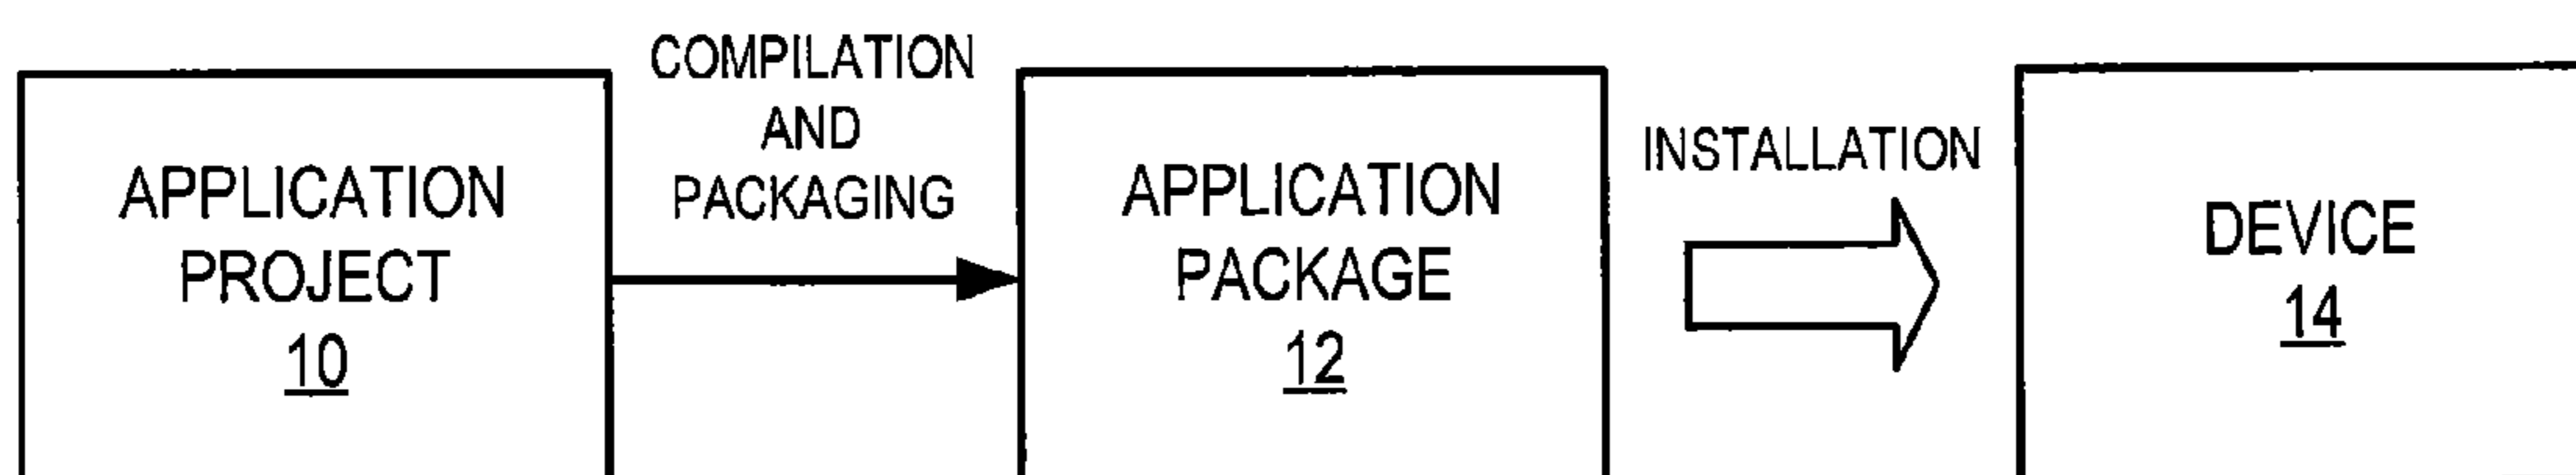 APPLICATION
PROJECT
10
COMPILATION
AND
PACKAGING
APPLICATION
PACKAGE
12
INSTALLATION
DEVICE
14